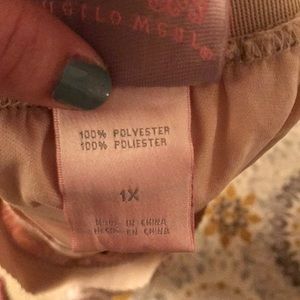 100% POLYESTER
100% POLIESTER
1X
MADE IN CHINA
HECHO EN CHINA